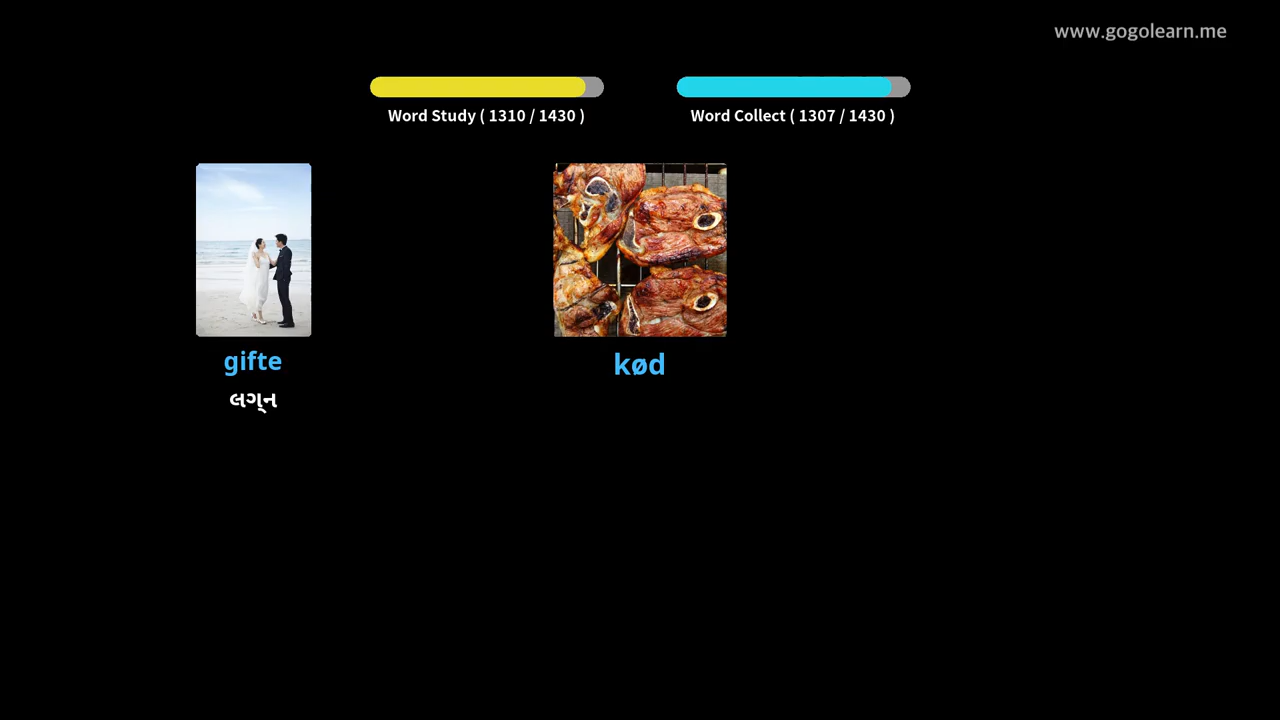 www.gogolearn.me
Word Study ( 1310 / 1430 )
Word Collect ( 1307 / 1430 )
gifte
લગ્ન
kød